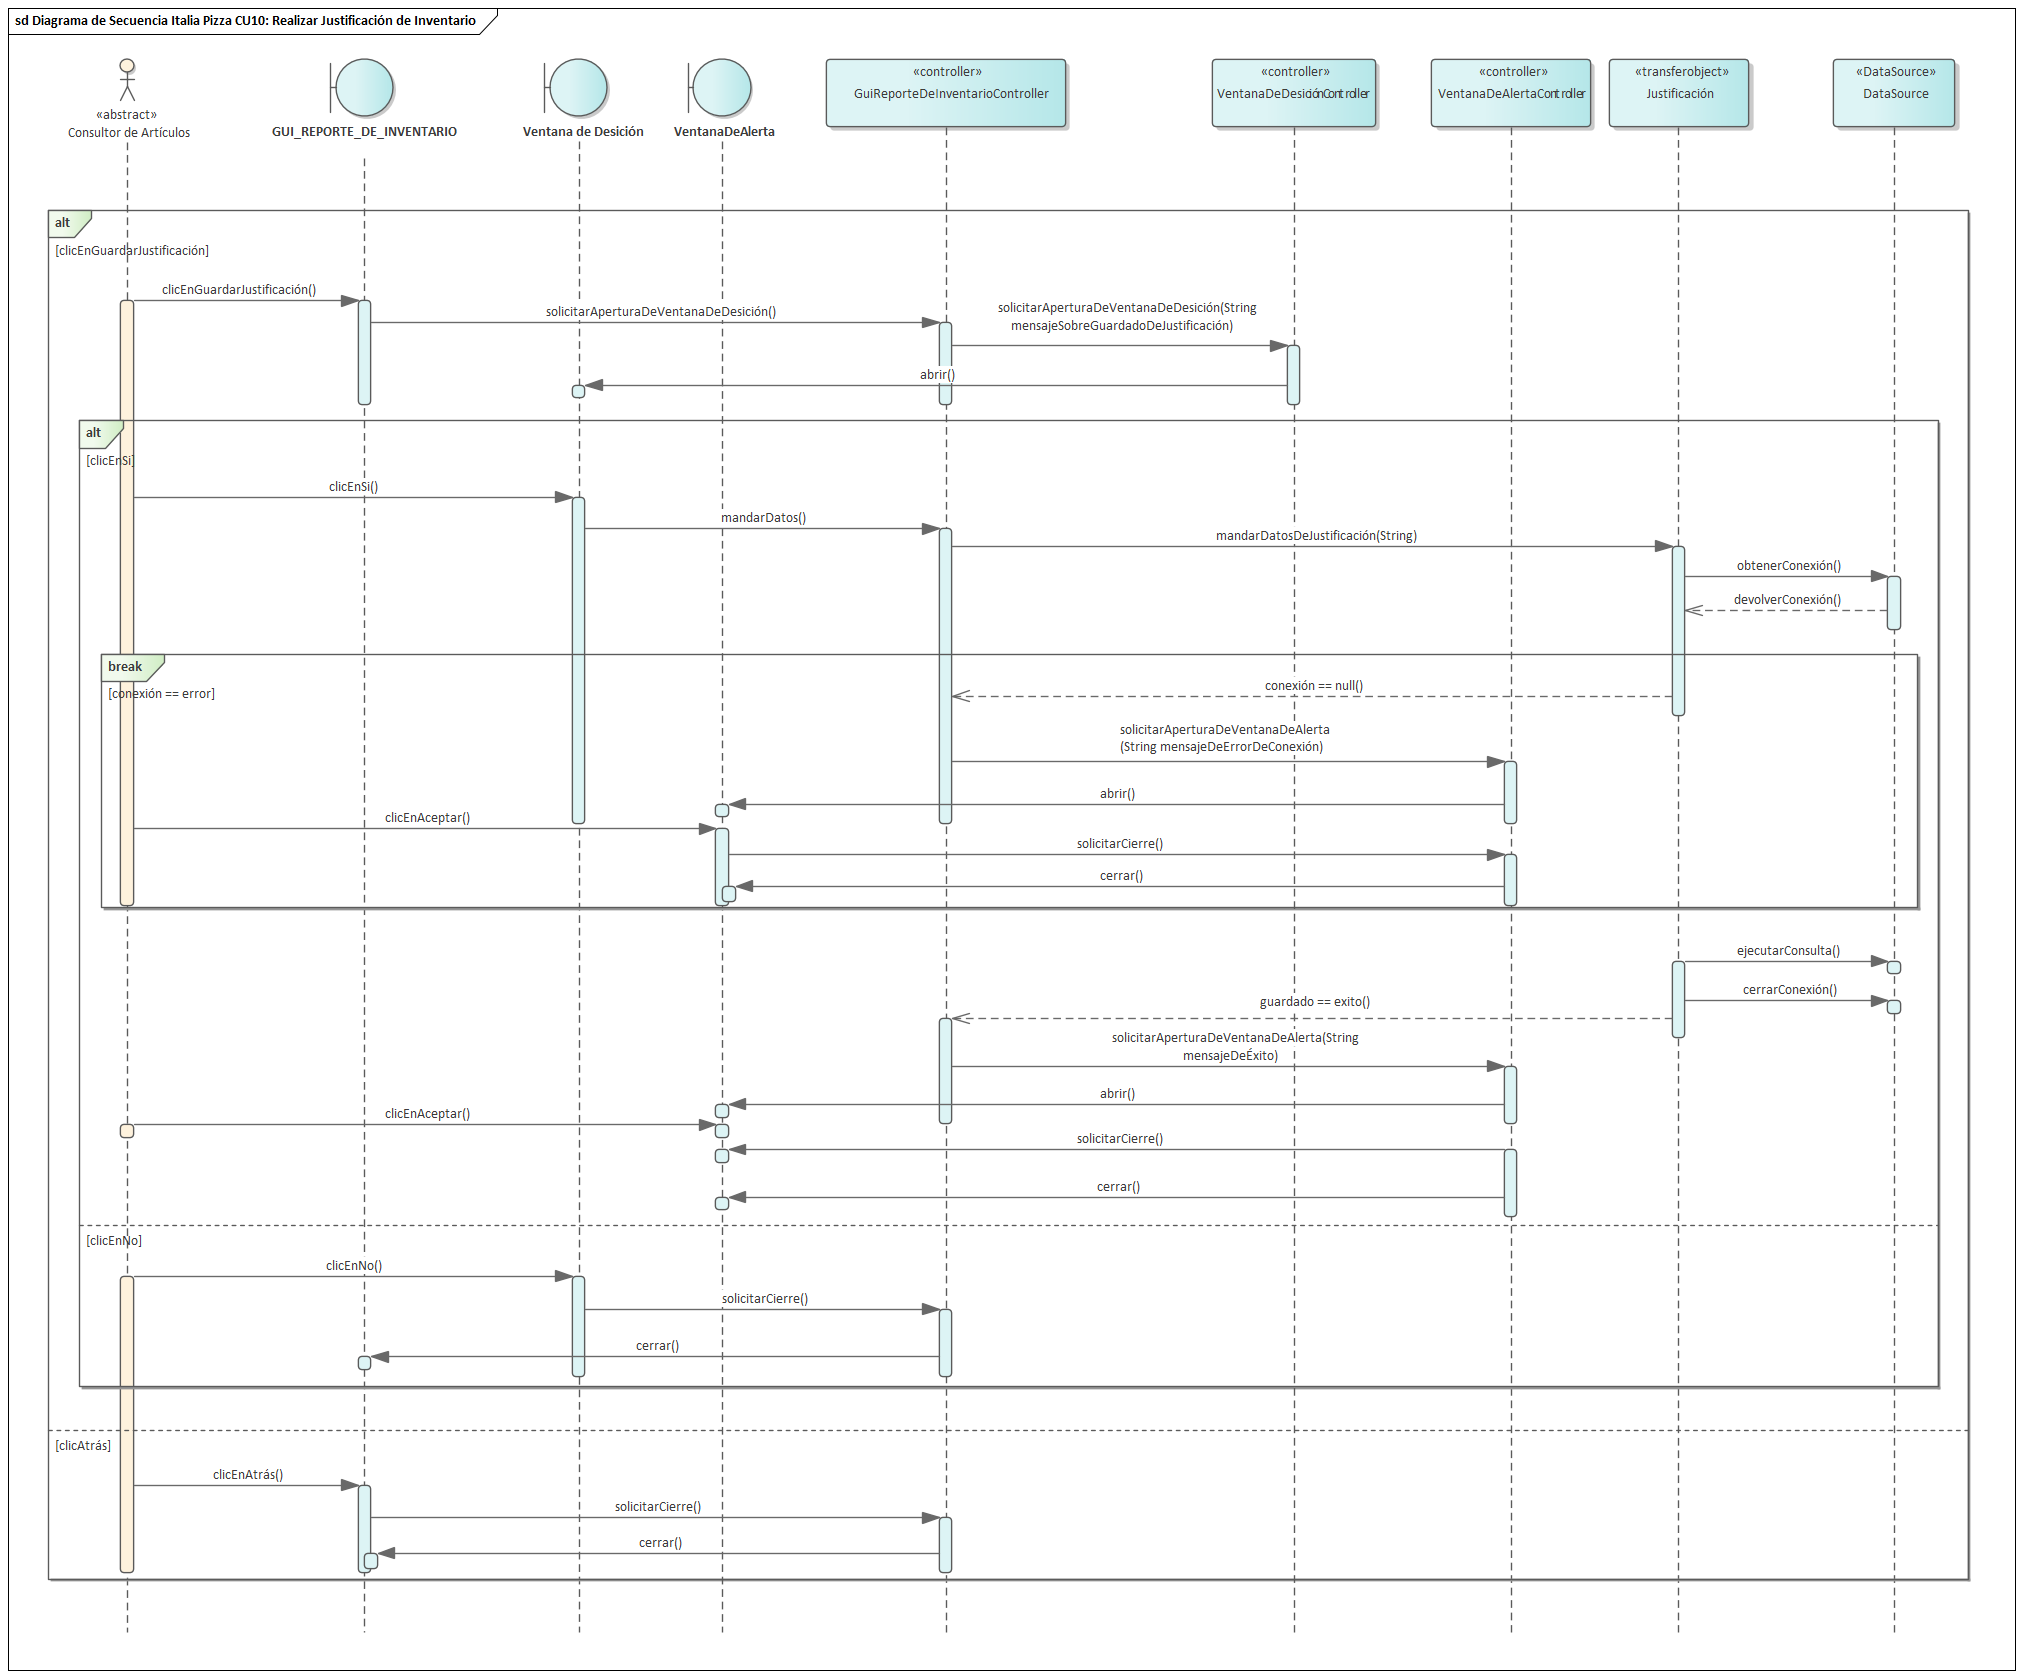 sd Diagrama de Secuencia Italia Pizza CU10: Realizar Justificación de Inventario
«abstract»
Consultor de Artículos
GUI_REPORTE_DE_INVENTARIO
Ventana de Desición
VentanaDeAlerta
«controller»
GuiReporteDeInventarioController
«controller»
VentanaDeDesiciónController
«controller»
VentanaDeAlertaController
«transferobject»
Justificación
«DataSource»
DataSource
alt
[clicEnGuardarJustificación]
clicEnGuardarJustificación()
solicitarAperturaDeVentanaDeDesición()
solicitarAperturaDeVentanaDeDesición(String
mensajeSobreGuardadoDeJustificación)
abrir()
alt
[clicEnSi]
clicEnSi()
mandarDatos()
mandarDatosDeJustificación(String)
obtenerConexión()
devolverConexión()
break
[conexión == error]
conexión == null()
solicitarAperturaDeVentanaDeAlerta
(String mensajeDeErrorDeConexión)
abrir()
clicEnAceptar()
solicitarCierre()
cerrar()
ejecutarConsulta()
cerrarConexión()
guardado == exito()
solicitarAperturaDeVentanaDeAlerta(String
mensajeDeÉxito)
abrir()
clicEnAceptar()
solicitarCierre()
cerrar()
[clicEnNo]
clicEnNo()
solicitarCierre()
cerrar()
[clicAtrás]
clicEnAtrás()
solicitarCierre()
cerrar()